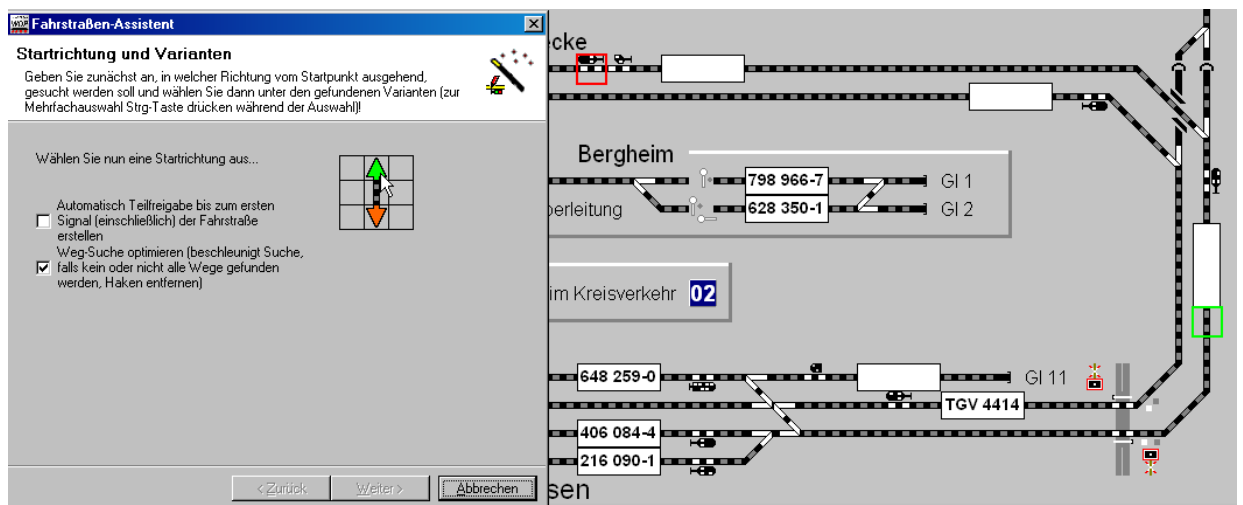 Fahrstraßen-Assistent
Startrichtung und Varianten
Geben Sie zunächst an, in welcher Richtung vom Startpunkt ausgehend,
gesucht werden soll und wählen Sie dann unter den gefundenen Varianten (zur
Mehrfachauswahl Strg-Taste drücken während der Auswahl)!
Wählen Sie nun eine Startrichtung aus...
Automatisch Teilfreigabe bis zum ersten
Signal (einschließlich) der Fahrstraße
erstellen
Weg-Suche optimieren (beschleunigt Suche,
falls kein oder nicht alle Wege gefunden
werden, Haken entfernen)
< Zurück
Weiter >
Abbrechen
ecke
Bergheim
798 966-7
Gl 1
berleitung
628 350-1
Gl 2
im Kreisverkehr
02
648 259-0
Gl 11
TGV 4414
406 084-4
216 090-1
sen